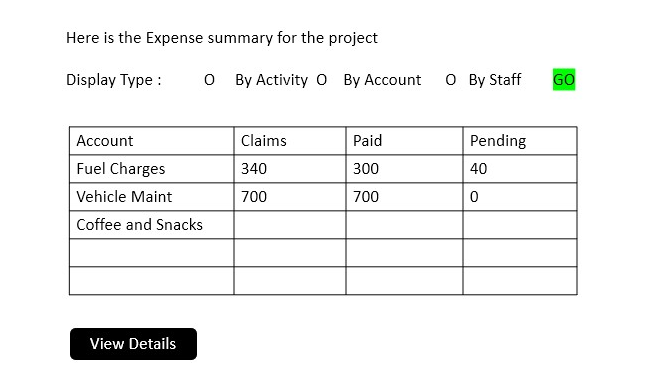 Here is the Expense summary for the project
Display Type : O By Activity O By Account O By Staff GO
Account Claims Paid Pending
Fuel Charges 340 300 40
Vehicle Maint 700 700 0
Coffee and Snacks
View Details